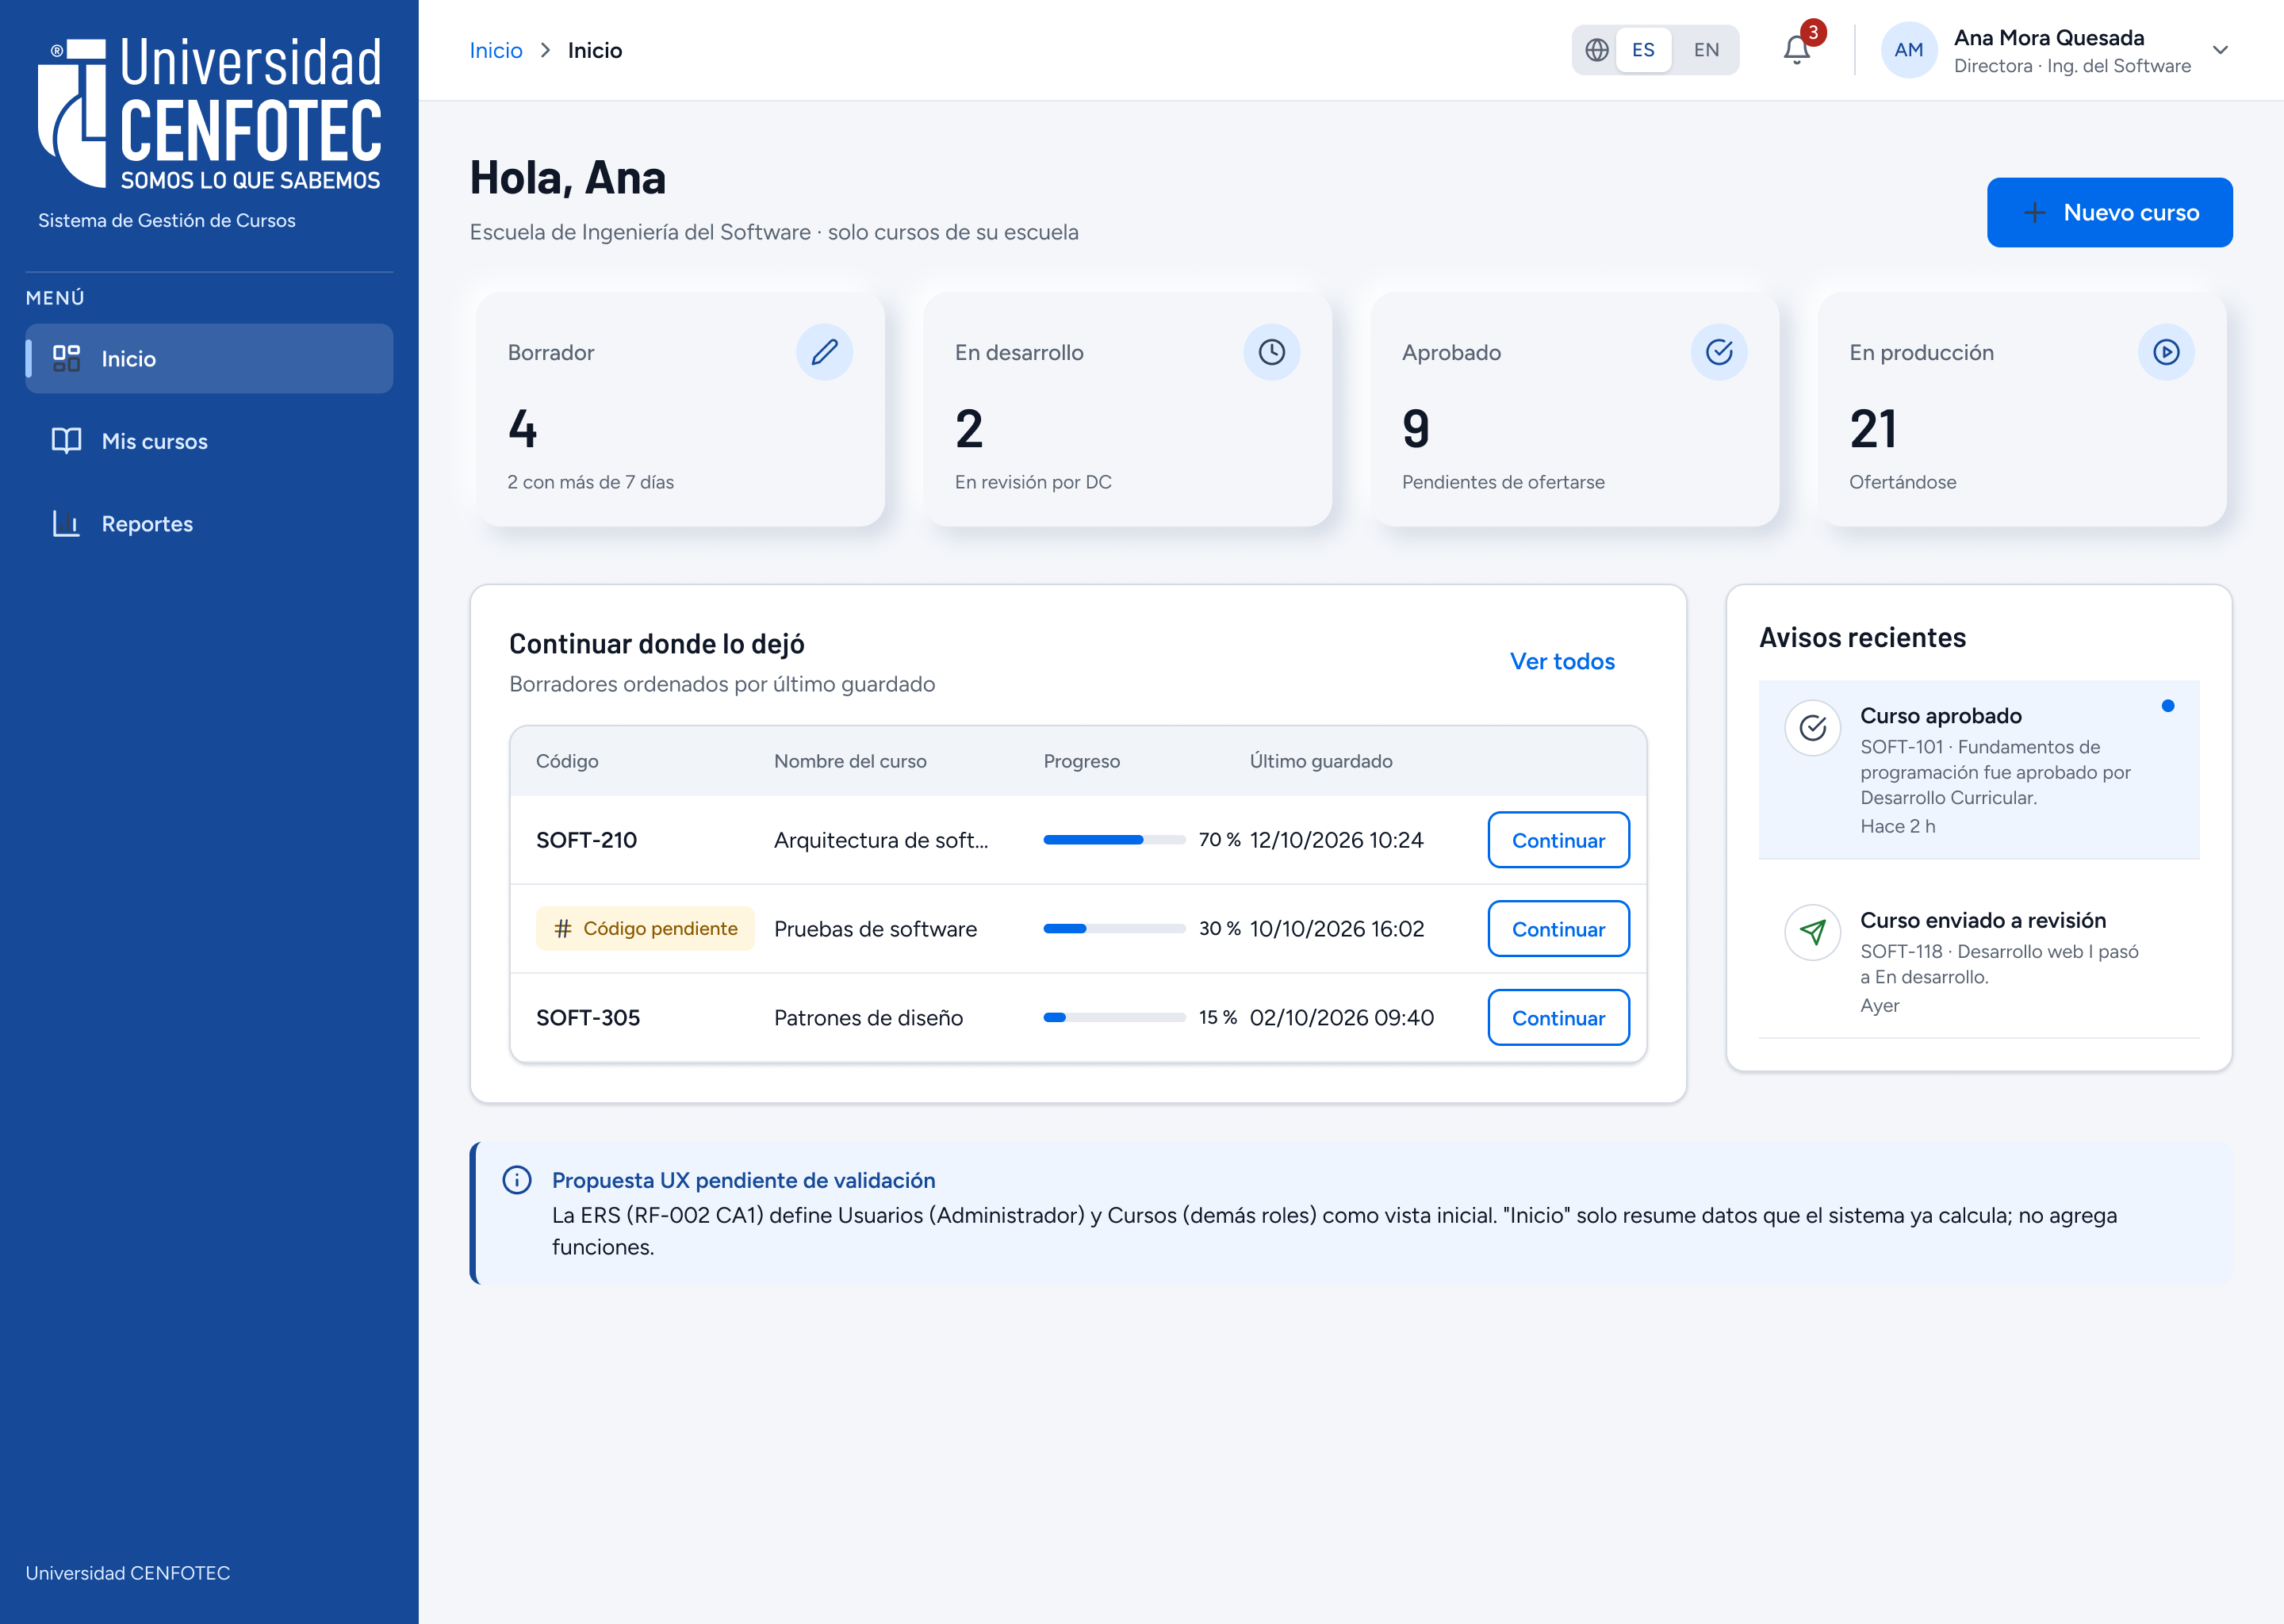 ®
Universidad
CENFOTEC
SOMOS LO QUE SABEMOS
Sistema de Gestión de Cursos
MENÚ
Inicio
Mis cursos
Reportes
Universidad CENFOTEC
Inicio > Inicio
ES EN
3
AM
Ana Mora Quesada
Directora · Ing. del Software
Hola, Ana
Escuela de Ingeniería del Software · solo cursos de su escuela
+ Nuevo curso
Borrador
4
2 con más de 7 días
En desarrollo
2
En revisión por DC
Aprobado
9
Pendientes de ofertarse
En producción
21
Ofertándose
Continuar donde lo dejó
Borradores ordenados por último guardado
Ver todos
Código Nombre del curso Progreso Último guardado
SOFT-210 Arquitectura de soft... 70 % 12/10/2026 10:24 Continuar
# Código pendiente Pruebas de software 30 % 10/10/2026 16:02 Continuar
SOFT-305 Patrones de diseño 15 % 02/10/2026 09:40 Continuar
Avisos recientes
Curso aprobado
SOFT-101 · Fundamentos de
programación fue aprobado por
Desarrollo Curricular.
Hace 2 h
Curso enviado a revisión
SOFT-118 · Desarrollo web I pasó
a En desarrollo.
Ayer
Propuesta UX pendiente de validación
La ERS (RF-002 CA1) define Usuarios (Administrador) y Cursos (demás roles) como vista inicial. "Inicio" solo resume datos que el sistema ya calcula; no agrega
funciones.